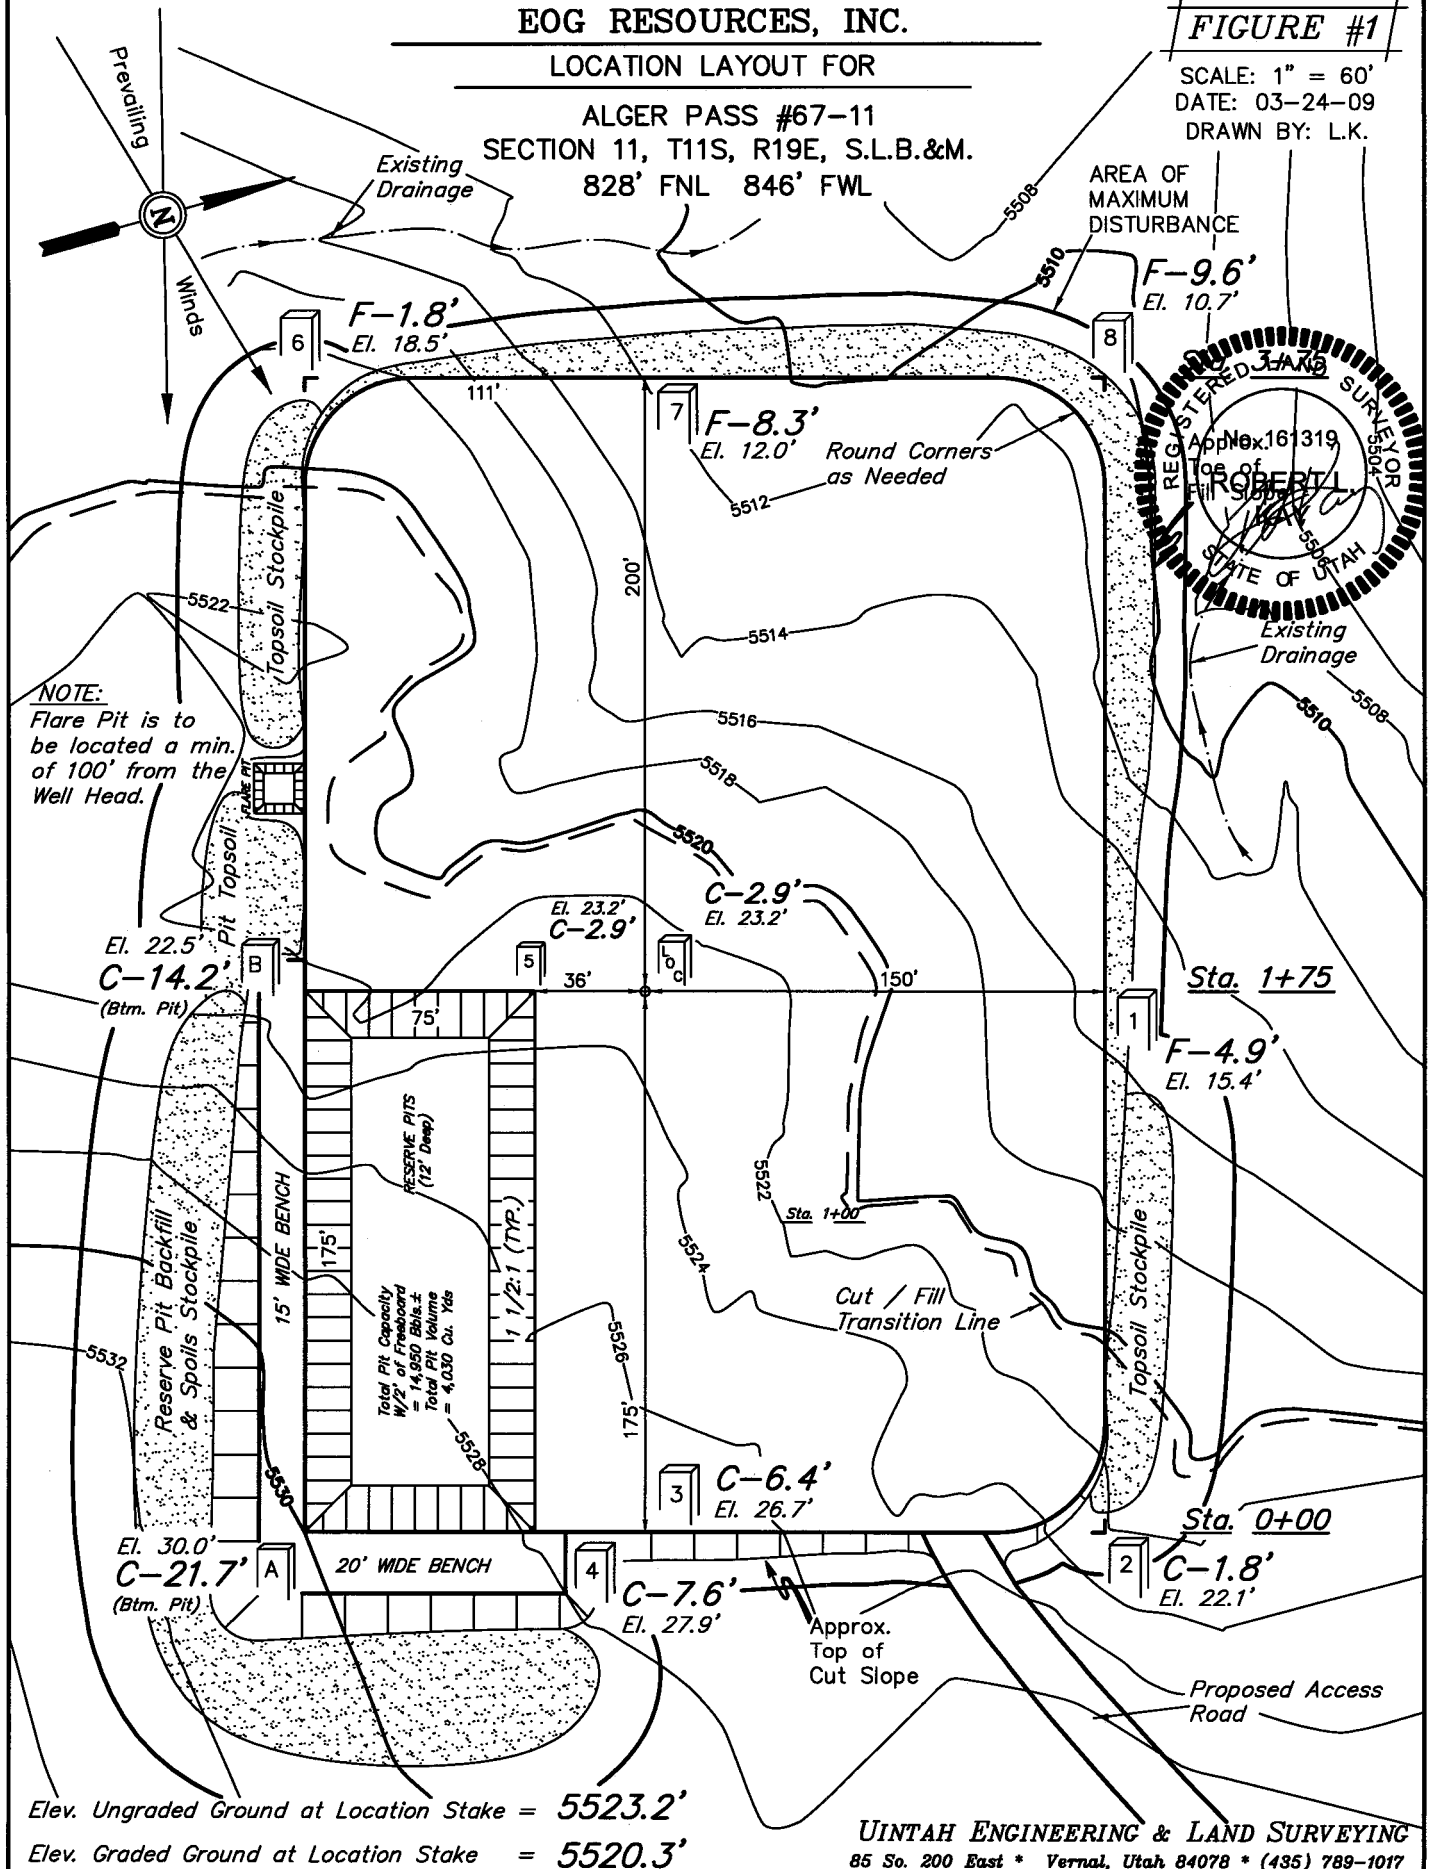 EOG RESOURCES, INC.
LOCATION LAYOUT FOR
ALGER PASS #67-11
SECTION 11, T11S, R19E, S.L.B.&M.
828' FNL 846' FWL
FIGURE #1
SCALE: 1" = 60'
DATE: 03-24-09
DRAWN BY: L.K.
Prevailing
Winds
N
Existing
Drainage
5508
AREA OF
MAXIMUM
DISTURBANCE
5510
F-9.6'
El. 10.7'
F-1.8'
El. 18.5'
6
8
111'
7
F-8.3'
El. 12.0'
Round Corners
as Needed
REGISTERED LAND SURVEYOR
No. 161319
ROBERT L.
KAY
STATE OF UTAH
Approx.
Toe of
Fill Slope
5504
5506
5512
200'
Topsoil Stockpile
5522
5514
Existing
Drainage
NOTE:
Flare Pit is to
be located a min.
of 100' from the
Well Head.
FLARE PIT
5516
5510
5508
5518
5520
Pit Topsoil
C-2.9'
El. 23.2'
El. 23.2'
C-2.9'
El. 22.5'
C-14.2'
(Btm. Pit)
B
5
LOC
36'
150'
Sta. 1+75
75'
1
F-4.9'
El. 15.4'
RESERVE PITS
(12' Deep)
15' WIDE BENCH
175'
1 1/2:1 (TYP.)
5522
Sta. 1+00
5524
Reserve Pit Backfill
& Spoils Stockpile
Total Pit Capacity
W/2' of Freeboard
= 14,950 Bbls.±
Total Pit Volume
= 4,030 Cu. Yds
Cut / Fill
Transition Line
Topsoil Stockpile
5532
5526
175'
5528
5530
3
C-6.4'
El. 26.7'
Sta. 0+00
El. 30.0'
C-21.7'
(Btm. Pit)
A
20' WIDE BENCH
4
C-7.6'
El. 27.9'
2
C-1.8'
El. 22.1'
Approx.
Top of
Cut Slope
Proposed Access
Road
Elev. Ungraded Ground at Location Stake = 5523.2'
Elev. Graded Ground at Location Stake = 5520.3'
UINTAH ENGINEERING & LAND SURVEYING
85 So. 200 East * Vernal, Utah 84078 * (435) 789-1017